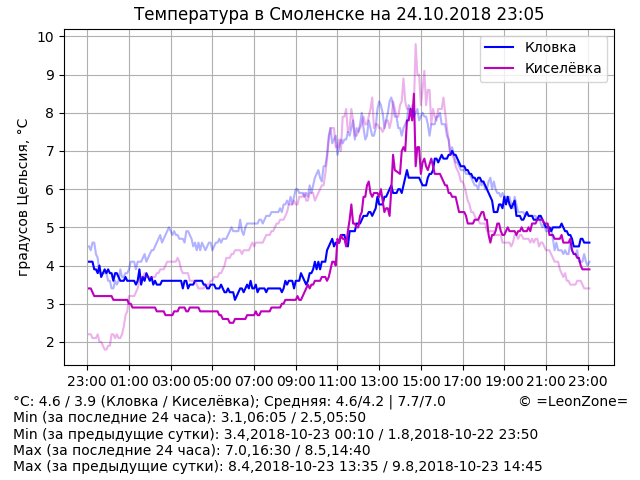 Температура в Смоленске на 24.10.2018 23:05
градусов Цельсия, °C
10
9
8
7
6
5
4
3
2
Кловка
Киселёвка
23:00 01:00 03:00 05:00 07:00 09:00 11:00 13:00 15:00 17:00 19:00 21:00 23:00
°C: 4.6 / 3.9 (Кловка / Киселёвка); Средняя: 4.6/4.2 | 7.7/7.0 © =LeonZone=
Min (за последние 24 часа): 3.1,06:05 / 2.5,05:50
Min (за предыдущие сутки): 3.4,2018-10-23 00:10 / 1.8,2018-10-22 23:50
Max (за последние 24 часа): 7.0,16:30 / 8.5,14:40
Max (за предыдущие сутки): 8.4,2018-10-23 13:35 / 9.8,2018-10-23 14:45